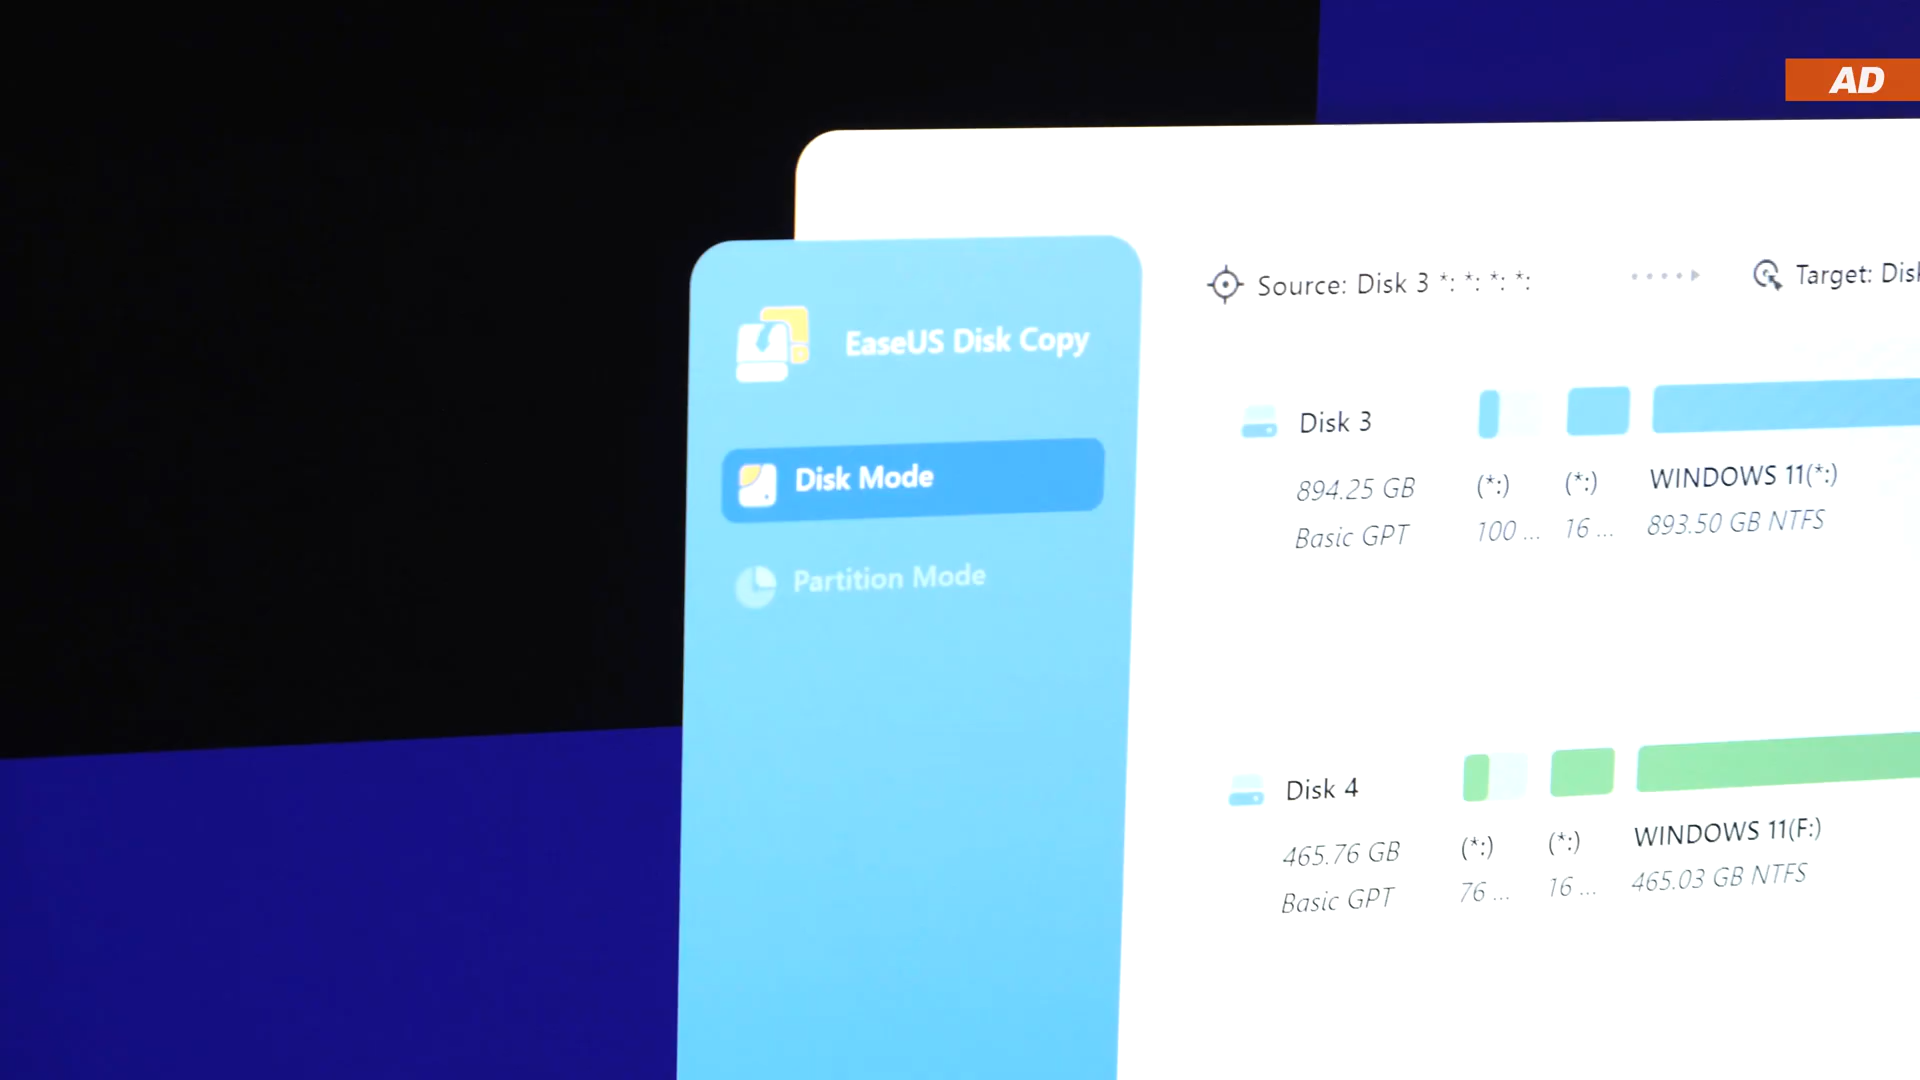 AD
EaseUS Disk Copy
Disk Mode
Partition Mode
Source: Disk 3 *: *: *: *:
Target:
Disk 3
894.25 GB
Basic GPT
(*:)
100 ...
(*:)
16 ...
WINDOWS 11(*:)
893.50 GB NTFS
Disk 4
465.76 GB
Basic GPT
(*:)
76 ...
(*:)
16 ...
WINDOWS 11(F:)
465.03 GB NTFS